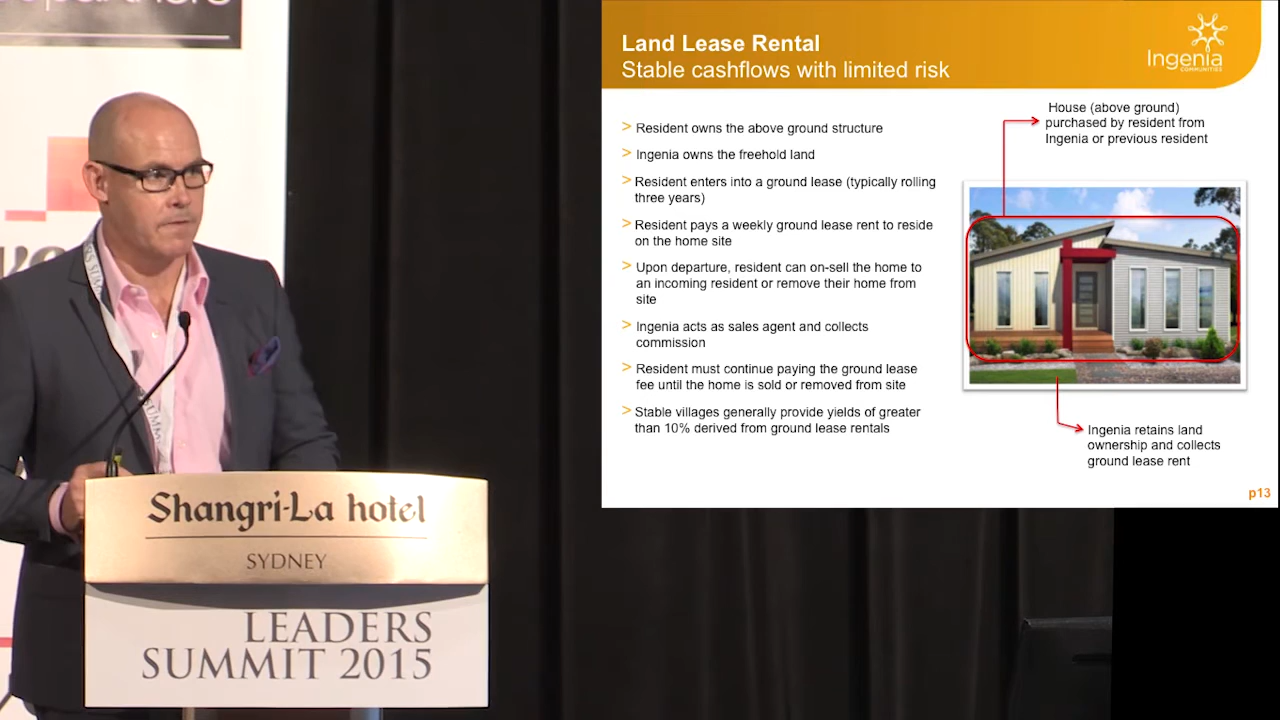 Shangri-La hotel
SYDNEY
LEADERS
SUMMIT 2015
Land Lease Rental
Stable cashflows with limited risk
Ingenia
COMMUNITIES
> Resident owns the above ground structure
> Ingenia owns the freehold land
> Resident enters into a ground lease (typically rolling
three years)
> Resident pays a weekly ground lease rent to reside
on the home site
> Upon departure, resident can on-sell the home to
an incoming resident or remove their home from
site
> Ingenia acts as sales agent and collects
commission
> Resident must continue paying the ground lease
fee until the home is sold or removed from site
> Stable villages generally provide yields of greater
than 10% derived from ground lease rentals
House (above ground)
purchased by resident from
Ingenia or previous resident
Ingenia retains land
ownership and collects
ground lease rent
p13